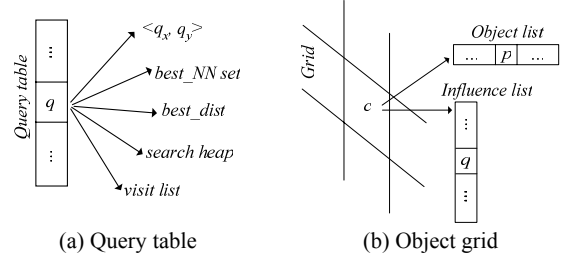 Query table
...
q
...
<qx, qy>
best_NN set
best_dist
search heap
visit list
(a) Query table
Grid
c
Object list
... p ...
Influence list
...
q
...
(b) Object grid